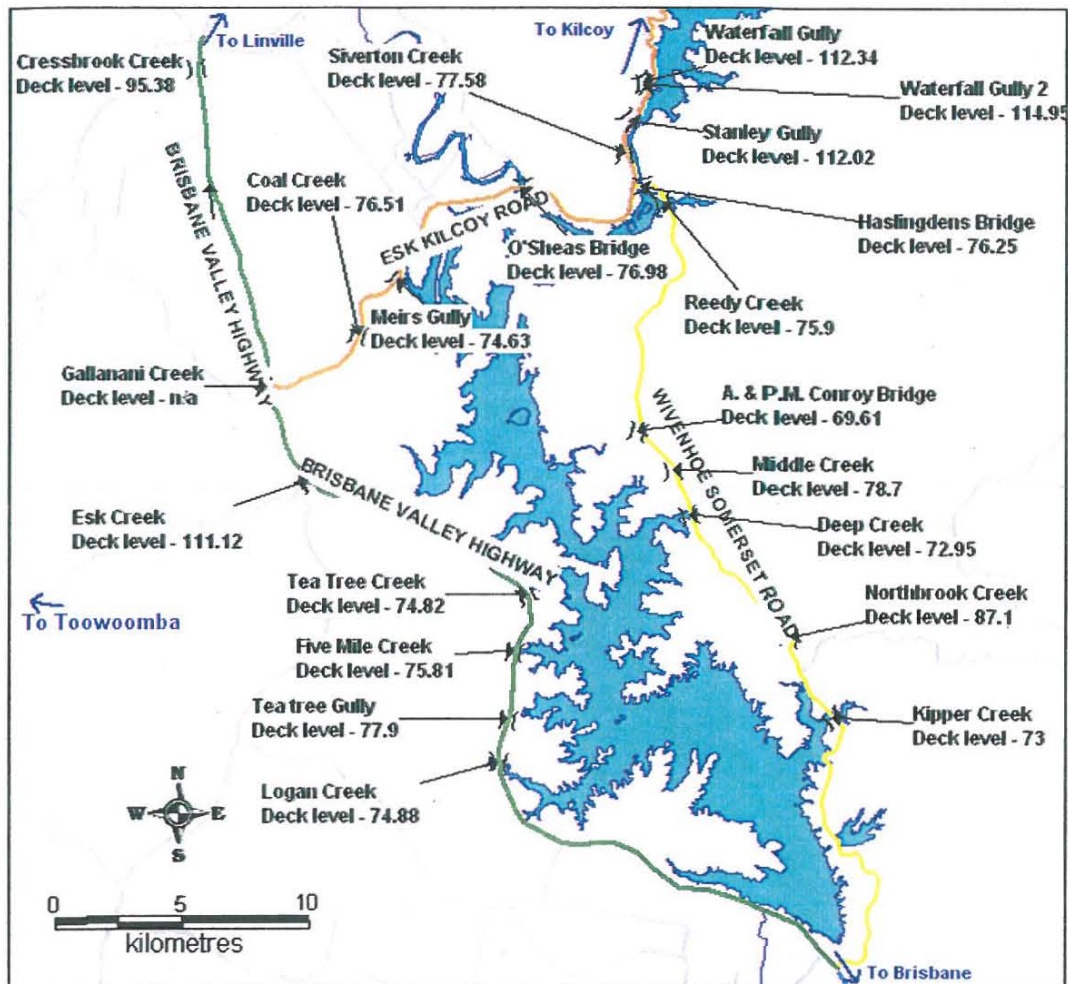 To Linville
To Kilcoy
Cressbrook Creek
Deck level - 95.38
Siverton Creek
Deck level - 77.58
Waterfall Gully
Deck level - 112.34
Waterfall Gully 2
Deck level - 114.95
Stanley Gully
Deck level - 112.02
BRISBANE VALLEY HIGHWAY
Coal Creek
Deck level - 76.51
ESK KILCOY ROAD
O'Sheas Bridge
Deck level - 76.98
Haslingdens Bridge
Deck level - 76.25
Reedy Creek
Deck level - 75.9
Meirs Gully
Deck level - 74.63
Gallanani Creek
Deck level - n/a
A. & P.M. Conroy Bridge
Deck level - 69.61
WIVENHOE SOMERSET ROAD
Middle Creek
Deck level - 78.7
BRISBANE VALLEY HIGHWAY
Esk Creek
Deck level - 111.12
Deep Creek
Deck level - 72.95
Tea Tree Creek
Deck level - 74.82
Northbrook Creek
Deck level - 87.1
To Toowoomba
Five Mile Creek
Deck level - 75.81
Tea tree Gully
Deck level - 77.9
Kipper Creek
Deck level - 73
Logan Creek
Deck level - 74.88
N
W E
S
0 5 10
kilometres
To Brisbane